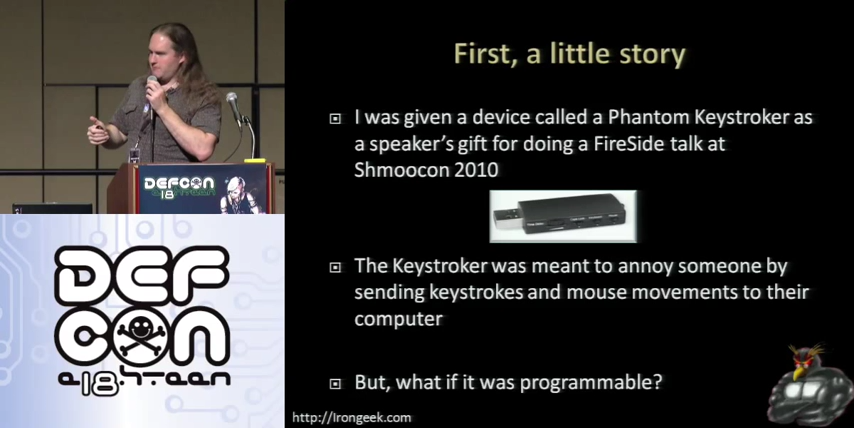 First, a little story
I was given a device called a Phantom Keystroker as
a speaker's gift for doing a FireSide talk at
Shmoocon 2010
The Keystroker was meant to annoy someone by
sending keystrokes and mouse movements to their
computer
But, what if it was programmable?
http://Irongeek.com
DEFCON
18
DEF
CON
e18hteen